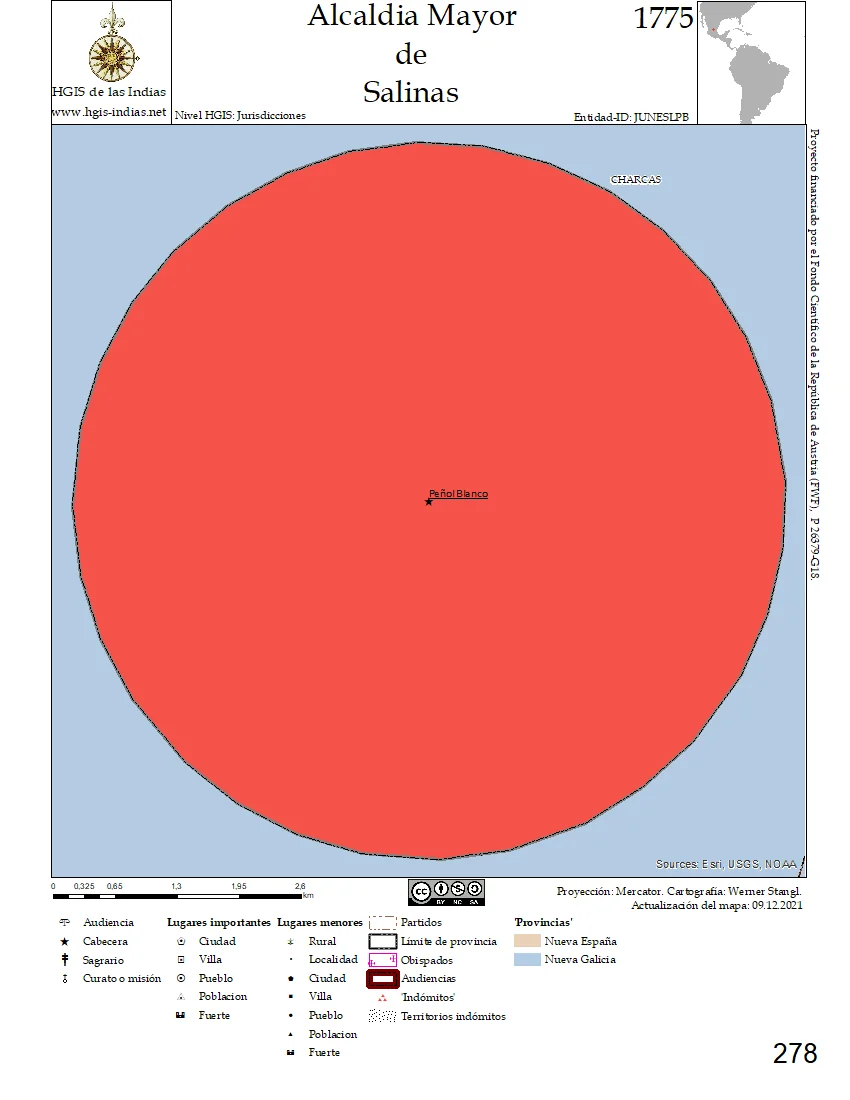 Alcaldia Mayor
de
Salinas
1775
HGIS de las Indias
www.hgis-indias.net
Nivel HGIS: Jurisdicciones
Entidad-ID: JUNESLPB
CHARCAS
Peñol Blanco
Proyecto financiado por el Fondo Científico de la República de Austria (FWF), P 26379-G18.
Sources: Esri, USGS, NOAA
0 0,325 0,65 1,3 1,95 2,6
km
cc BY NC SA
Proyección: Mercator. Cartografía: Werner Stangl.
Actualización del mapa: 09.12.2021
Audiencia
Cabecera
Sagrario
Curato o misión
Lugares importantes
Ciudad
Villa
Pueblo
Poblacion
Fuerte
Lugares menores
Rural
Localidad
Ciudad
Villa
Pueblo
Poblacion
Fuerte
Partidos
Límite de provincia
Obispados
Audiencias
'Indómitos'
Territorios indómitos
'Provincias'
Nueva España
Nueva Galicia
278